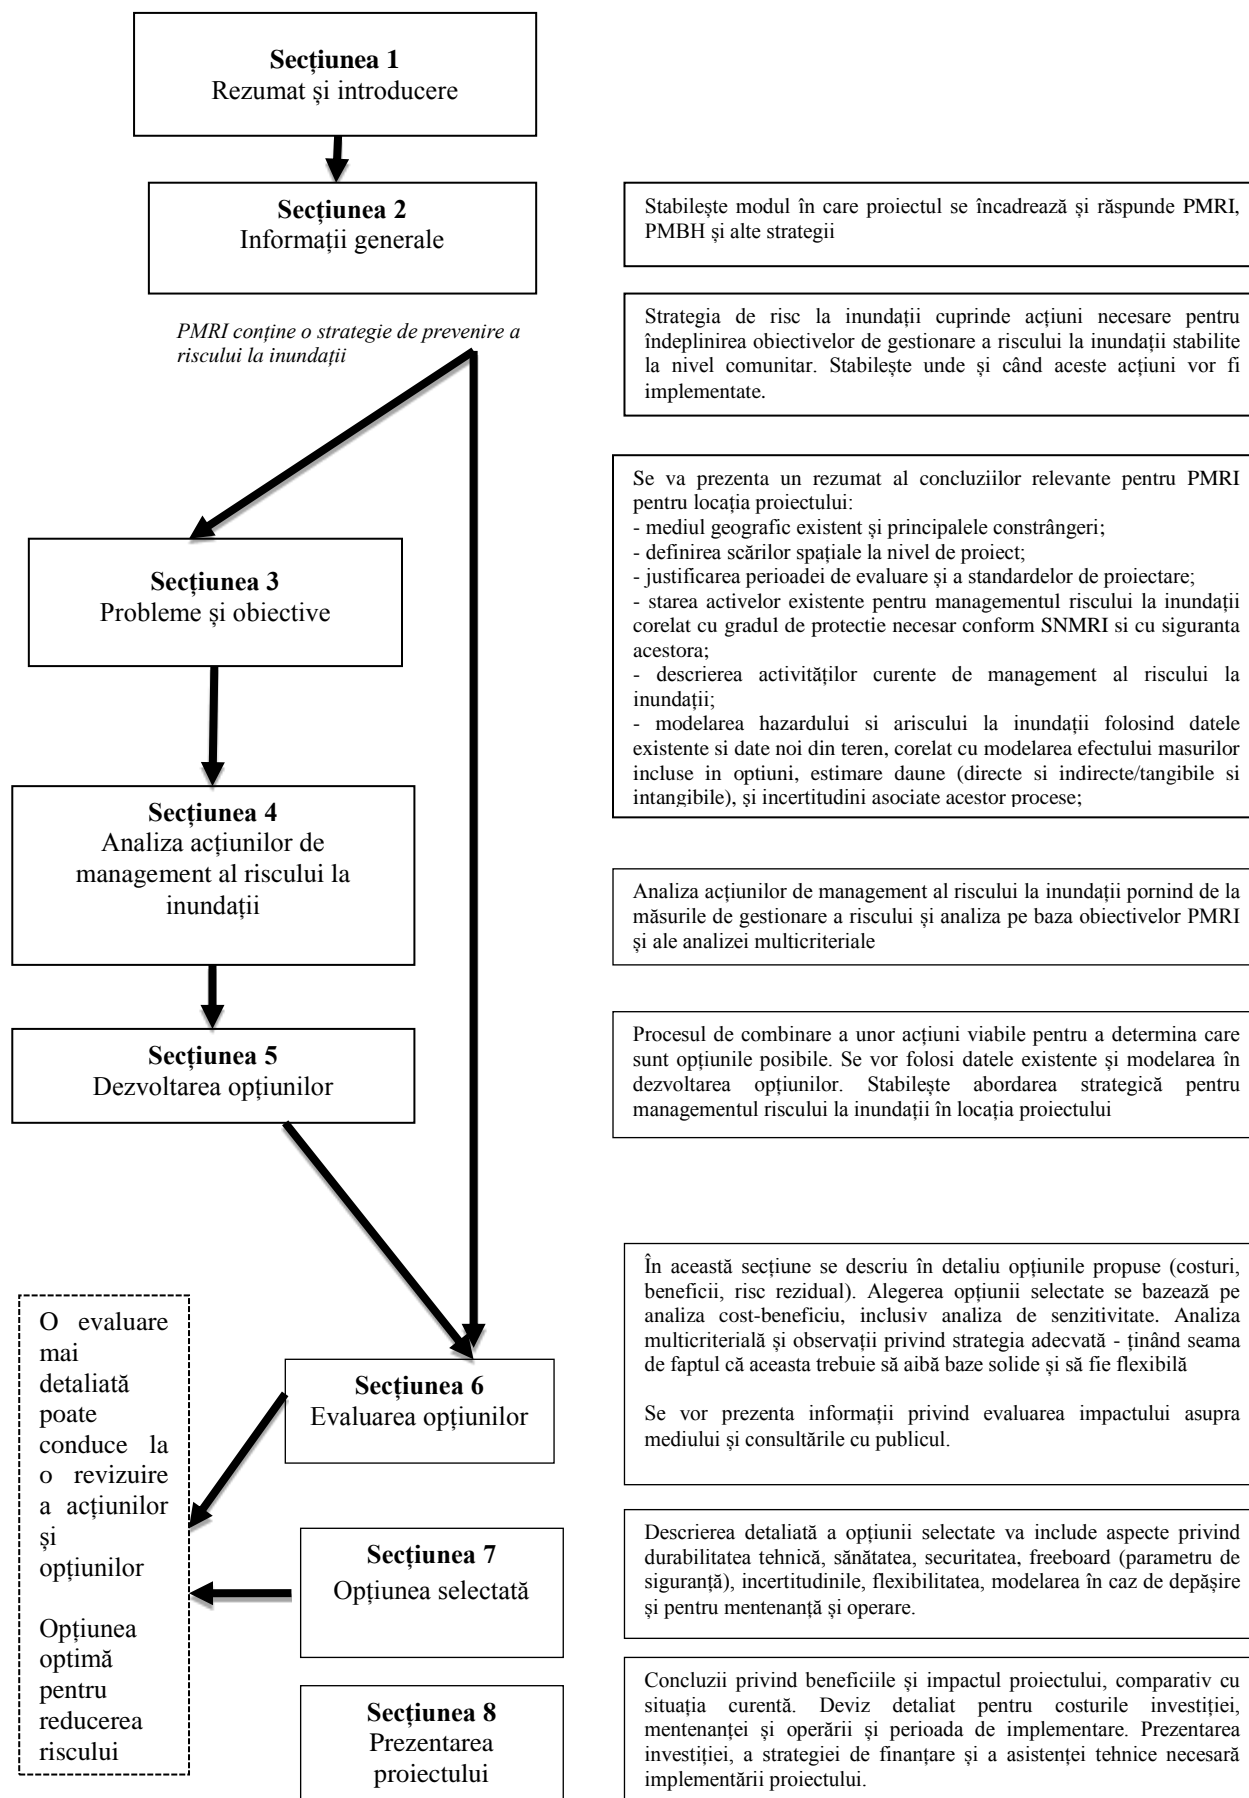 Secțiunea 1
Rezumat și introducere
Secțiunea 2
Informații generale
Stabilește modul în care proiectul se încadrează și răspunde PMRI,
PMBH și alte strategii
PMRI conține o strategie de prevenire a
riscului la inundații
Strategia de risc la inundații cuprinde acțiuni necesare pentru
îndeplinirea obiectivelor de gestionare a riscului la inundații stabilite
la nivel comunitar. Stabilește unde și când aceste acțiuni vor fi
implementate.
Secțiunea 3
Probleme și obiective
Se va prezenta un rezumat al concluziilor relevante pentru PMRI
pentru locația proiectului:
- mediul geografic existent și principalele constrângeri;
- definirea scărilor spațiale la nivel de proiect;
- justificarea perioadei de evaluare și a standardelor de proiectare;
- starea activelor existente pentru managementul riscului la inundații
corelat cu gradul de protectie necesar conform SNMRI si cu siguranta
acestora;
- descrierea activităților curente de management al riscului la
inundații;
- modelarea hazardului si ariscului la inundații folosind datele
existente si date noi din teren, corelat cu modelarea efectului masurilor
incluse in optiuni, estimare daune (directe si indirecte/tangibile si
intangibile), și incertitudini asociate acestor procese;
Secțiunea 4
Analiza acțiunilor de
management al riscului la
inundații
Analiza acțiunilor de management al riscului la inundații pornind de la
măsurile de gestionare a riscului și analiza pe baza obiectivelor PMRI
și ale analizei multicriteriale
Secțiunea 5
Dezvoltarea opțiunilor
Procesul de combinare a unor acțiuni viabile pentru a determina care
sunt opțiunile posibile. Se vor folosi datele existente și modelarea în
dezvoltarea opțiunilor. Stabilește abordarea strategică pentru
managementul riscului la inundații în locația proiectului
O evaluare
mai
detaliată
poate
conduce la
o revizuire
a acțiunilor
și
opțiunilor
Opțiunea
optimă
pentru
reducerea
riscului
Secțiunea 6
Evaluarea opțiunilor
În această secțiune se descriu în detaliu opțiunile propuse (costuri,
beneficii, risc rezidual). Alegerea opțiunii selectate se bazează pe
analiza cost-beneficiu, inclusiv analiza de senzitivitate. Analiza
multicriterială și observații privind strategia adecvată - ținând seama
de faptul că aceasta trebuie să aibă baze solide și să fie flexibilă
Se vor prezenta informații privind evaluarea impactului asupra
mediului și consultările cu publicul.
Secțiunea 7
Opțiunea selectată
Descrierea detaliată a opțiunii selectate va include aspecte privind
durabilitatea tehnică, sănătatea, securitatea, freeboard (parametru de
siguranță), incertitudinile, flexibilitatea, modelarea în caz de depășire
și pentru mentenanță și operare.
Secțiunea 8
Prezentarea
proiectului
Concluzii privind beneficiile și impactul proiectului, comparativ cu
situația curentă. Deviz detaliat pentru costurile investiției,
mentenanței și operării și perioada de implementare. Prezentarea
investiției, a strategiei de finanțare și a asistenței tehnice necesară
implementării proiectului.